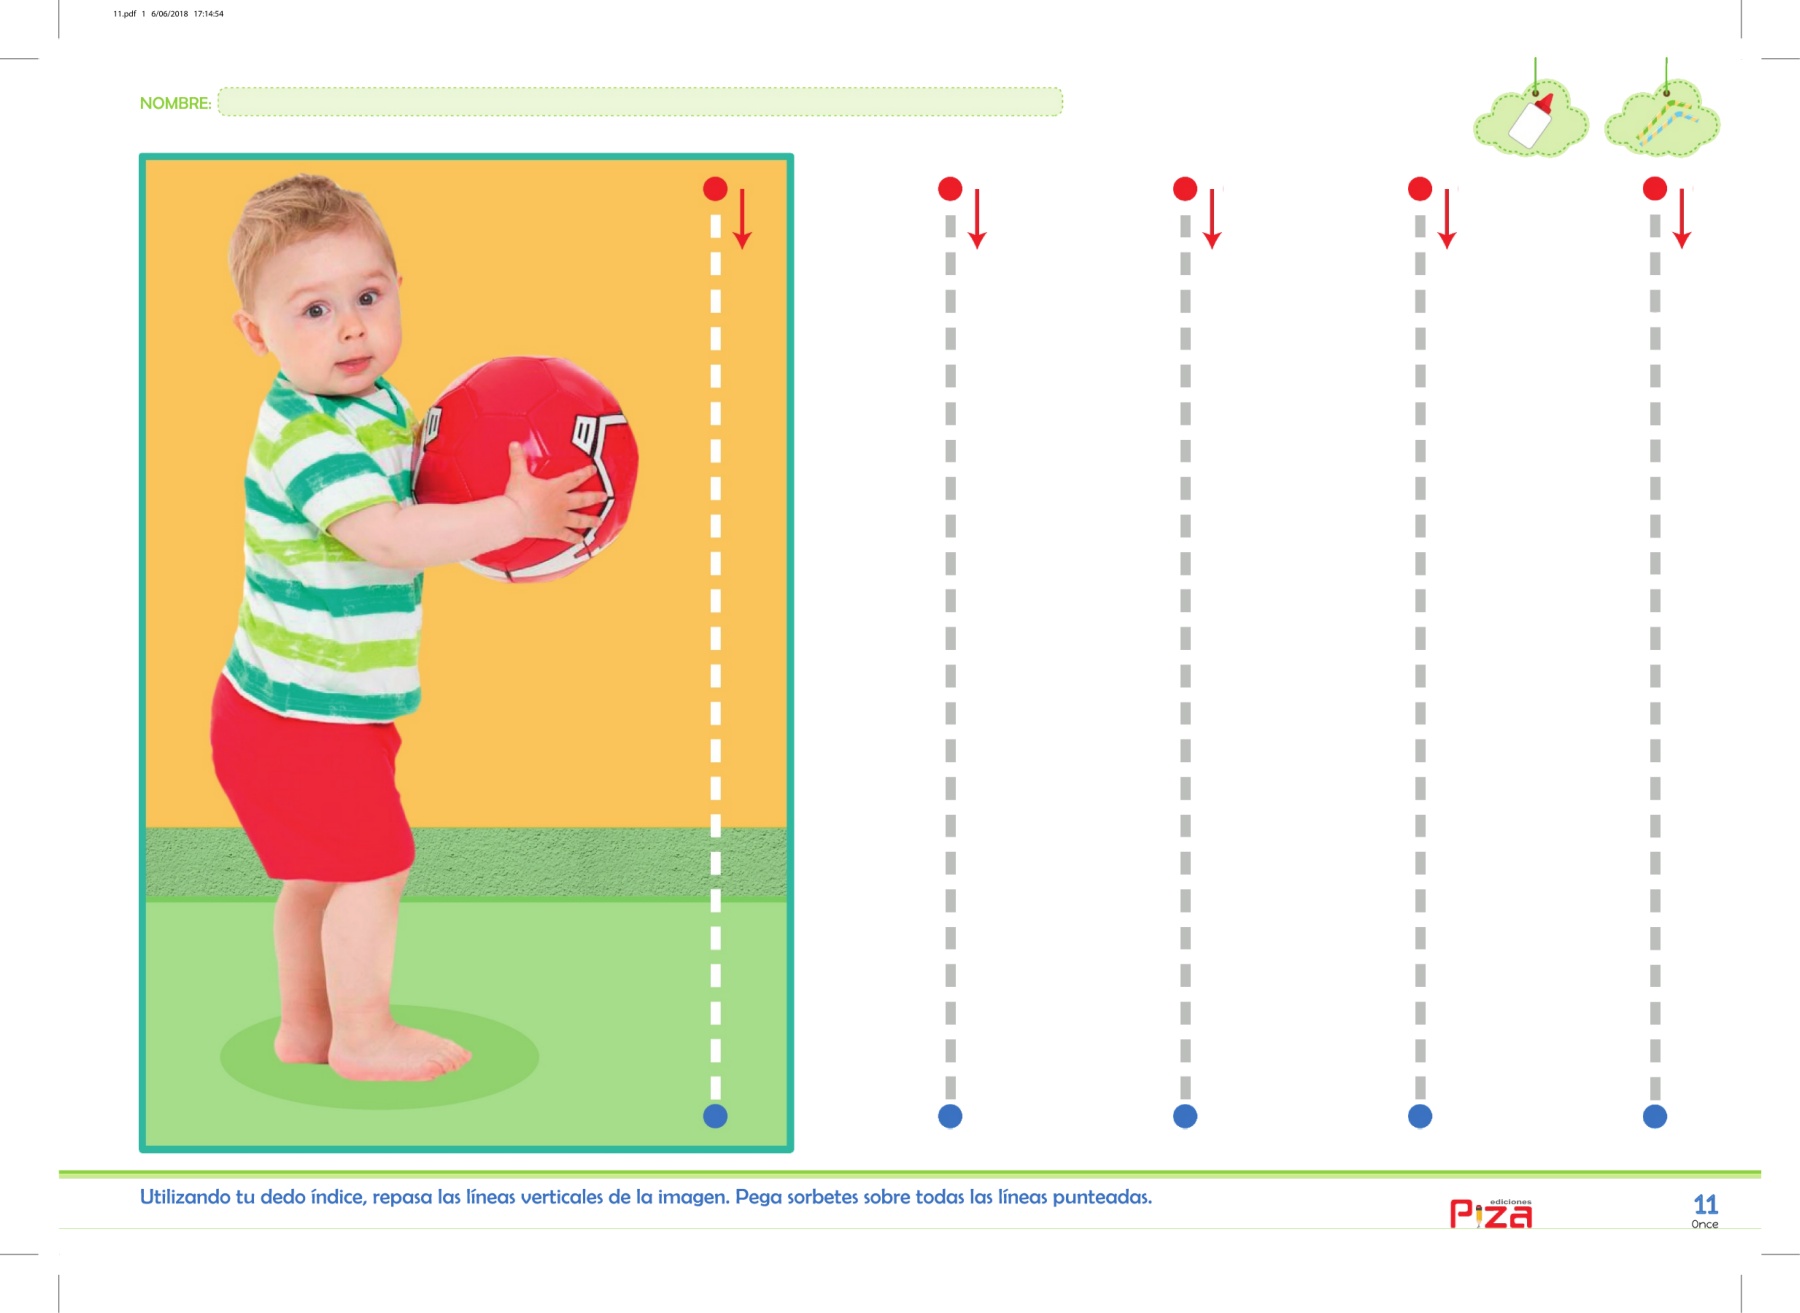 11.pdf 1 6/06/2018 17:14:54
NOMBRE:
Utilizando tu dedo índice, repasa las líneas verticales de la imagen. Pega sorbetes sobre todas las líneas punteadas.
ediciones
Piza
11
Once